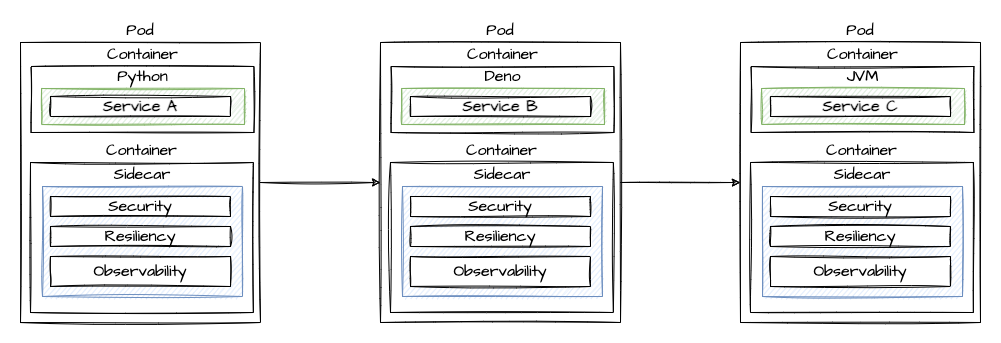 Pod
Container
Python
Service A
Container
Sidecar
Security
Resiliency
Observability
Pod
Container
Deno
Service B
Container
Sidecar
Security
Resiliency
Observability
Pod
Container
JVM
Service C
Container
Sidecar
Security
Resiliency
Observability